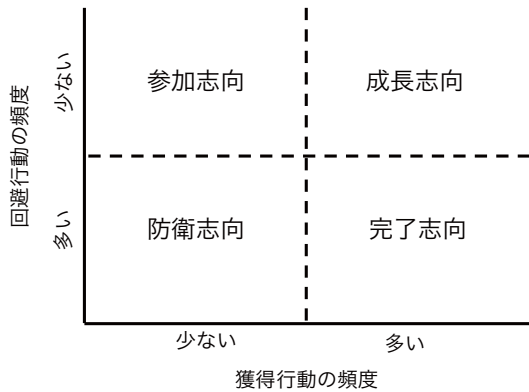 少ない
参加志向
成長志向
回避行動の頻度
多い
防衛志向
完了志向
少ない
多い
獲得行動の頻度